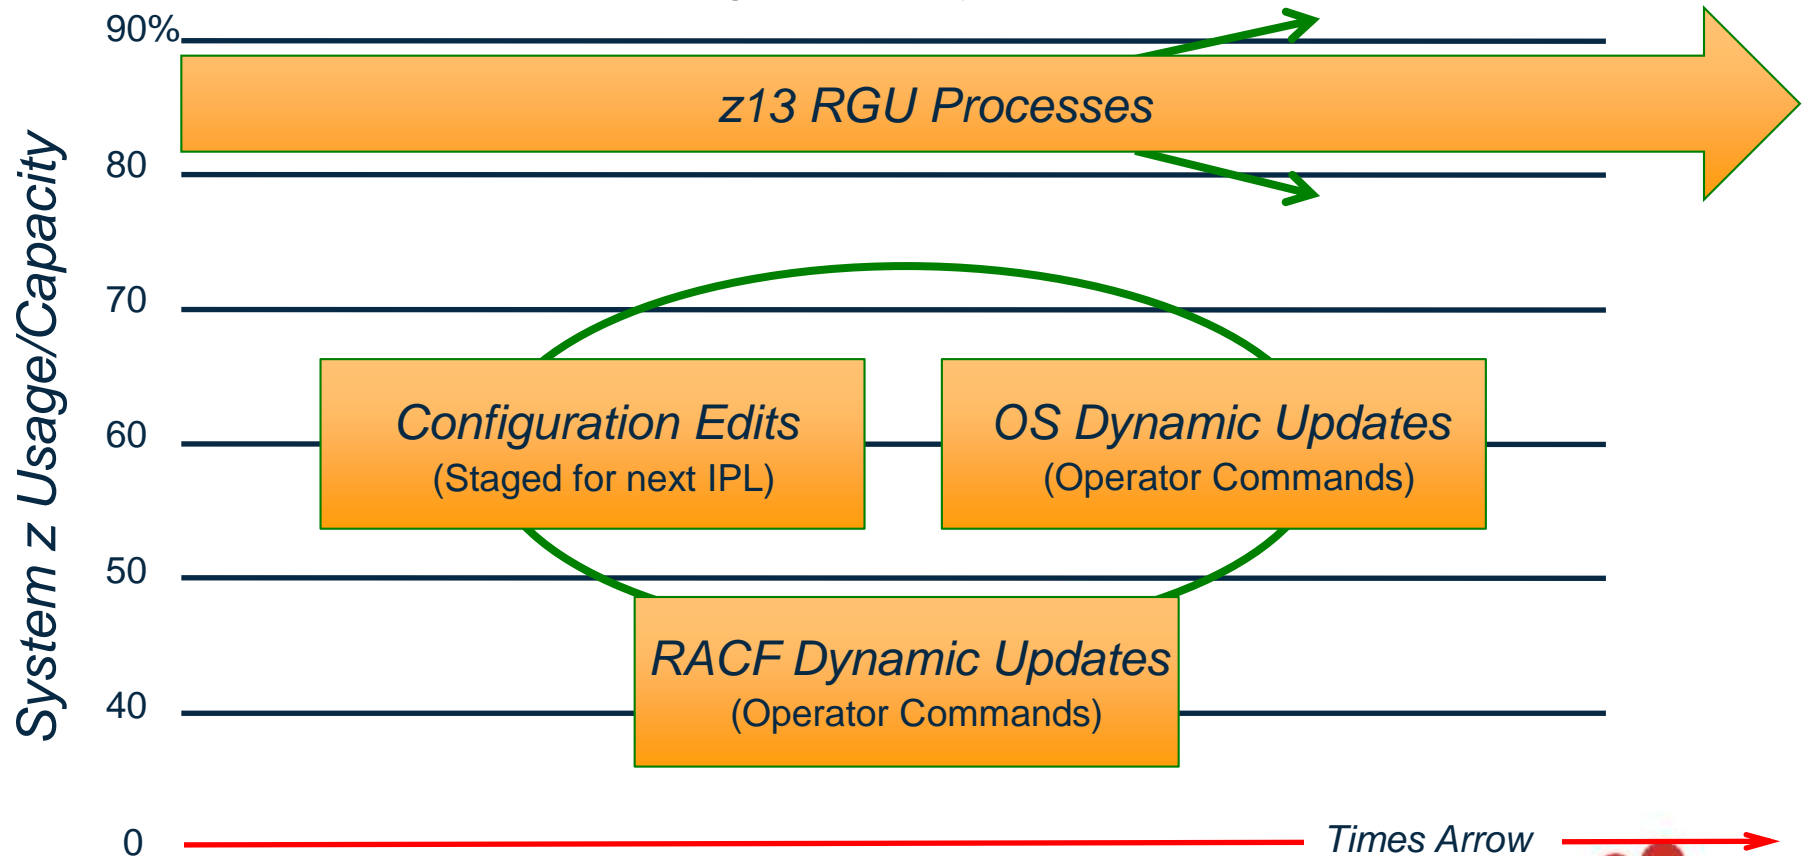 90%
z13 RGU Processes
80
70
Configuration Edits
(Staged for next IPL)
OS Dynamic Updates
(Operator Commands)
60
50
RACF Dynamic Updates
(Operator Commands)
40
0
Times Arrow
System z Usage/Capacity